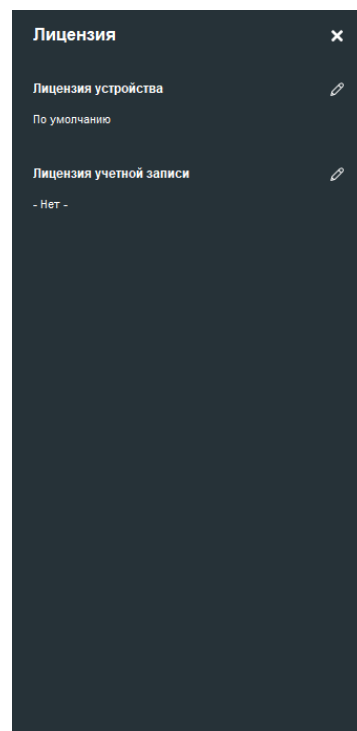 Лицензия
Лицензия устройства
По умолчанию
Лицензия учетной записи
- Нет -